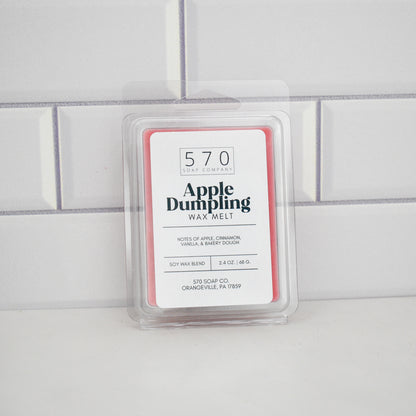 570
SOAP COMPANY
Apple
Dumpling
WAX MELT
NOTES OF APPLE, CINNAMON,
VANILLA, & BAKERY DOUGH
SOY WAX BLEND
2.4 OZ. | 68 G.
570 SOAP CO.
ORANGEVILLE, PA 17859